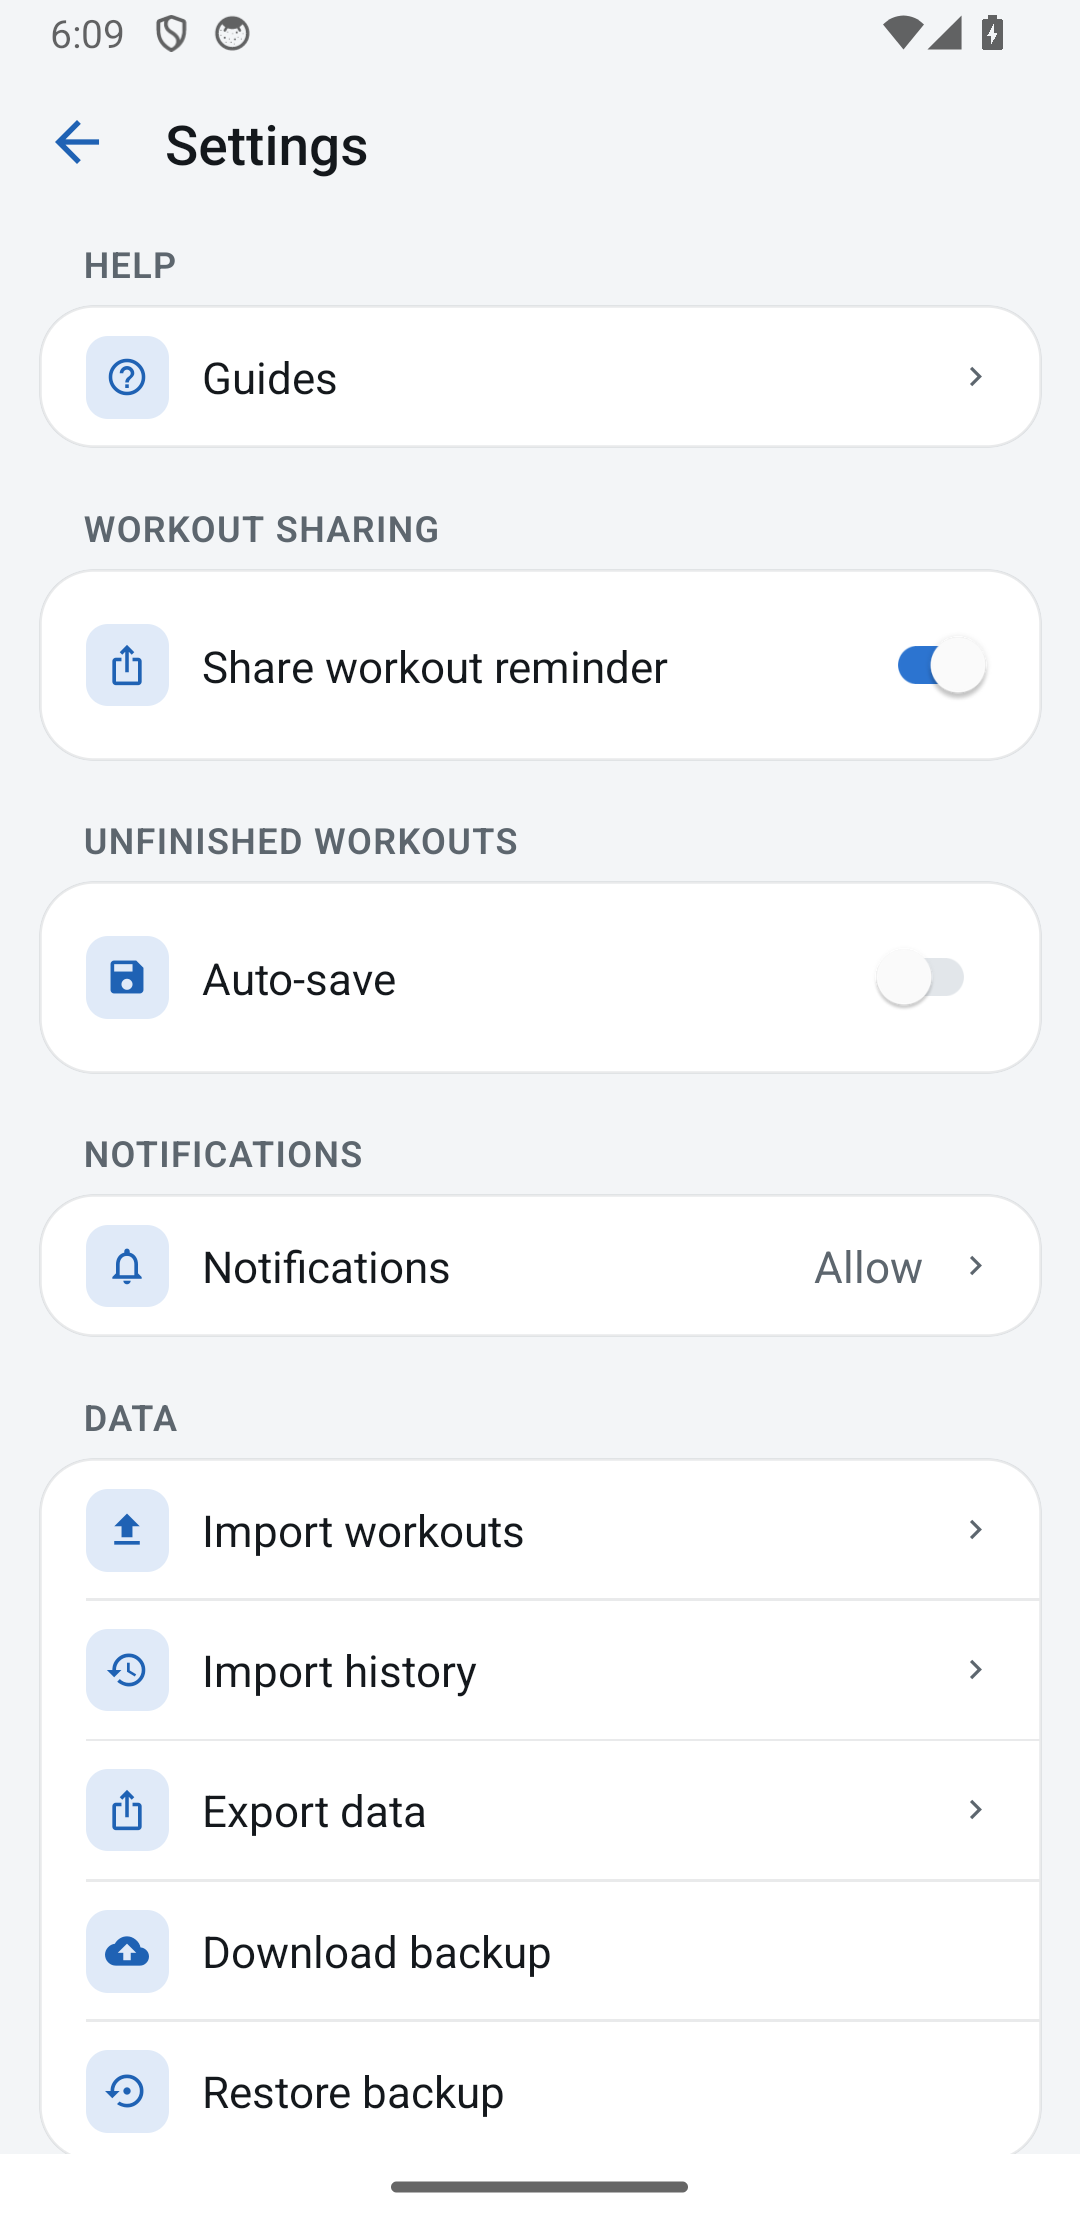 6:09
Settings
HELP
Guides
WORKOUT SHARING
Share workout reminder
UNFINISHED WORKOUTS
Auto-save
NOTIFICATIONS
Notifications Allow
DATA
Import workouts
Import history
Export data
Download backup
Restore backup